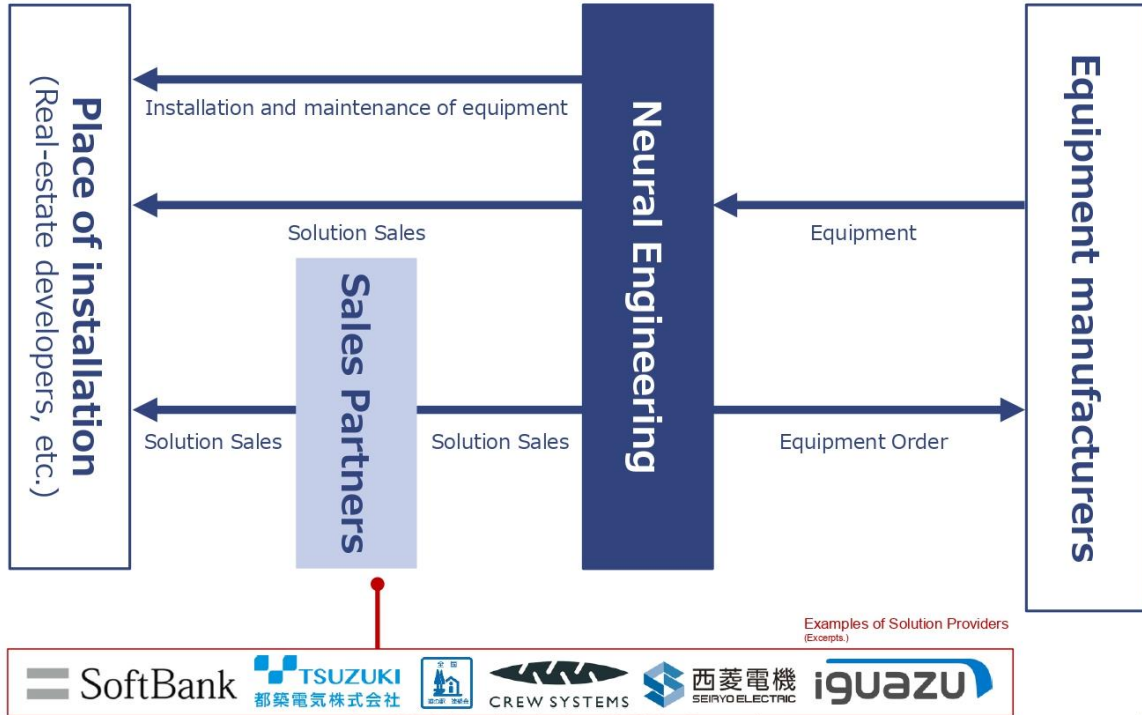 Place of installation
(Real-estate developers, etc.)
Installation and maintenance of equipment
Solution Sales
Sales Partners
Solution Sales
Solution Sales
Neural Engineering
Equipment
Equipment Order
Equipment manufacturers
Examples of Solution Providers
(Excerpts.)
SoftBank
TSUZUKI
都築電気株式会社
全国
CREW SYSTEMS
西菱電機
SEIRYO ELECTRIC
iguazu